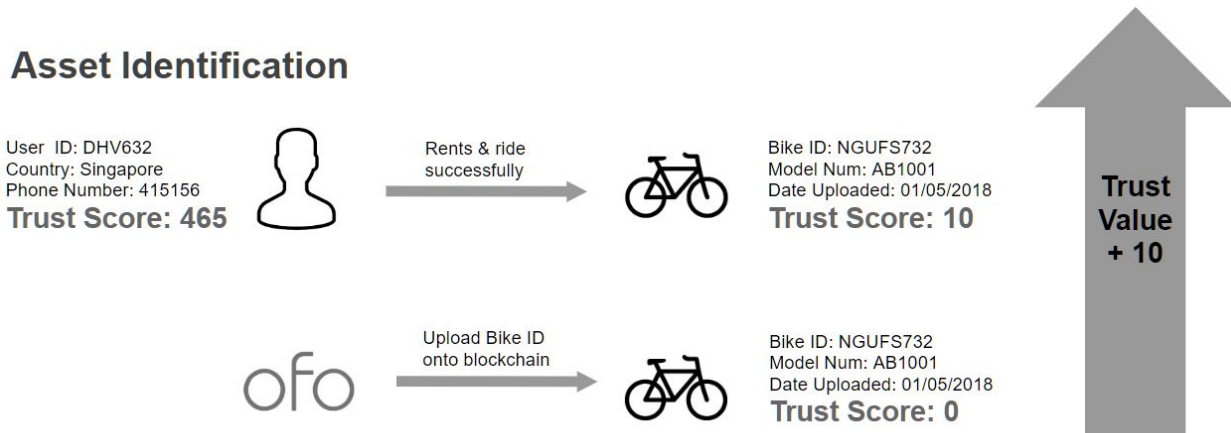 Asset Identification
User ID: DHV632
Country: Singapore
Phone Number: 415156
Trust Score: 465
Rents & ride
successfully
Bike ID: NGUFS732
Model Num: AB1001
Date Uploaded: 01/05/2018
Trust Score: 10
Trust
Value
+ 10
ofo
Upload Bike ID
onto blockchain
Bike ID: NGUFS732
Model Num: AB1001
Date Uploaded: 01/05/2018
Trust Score: 0